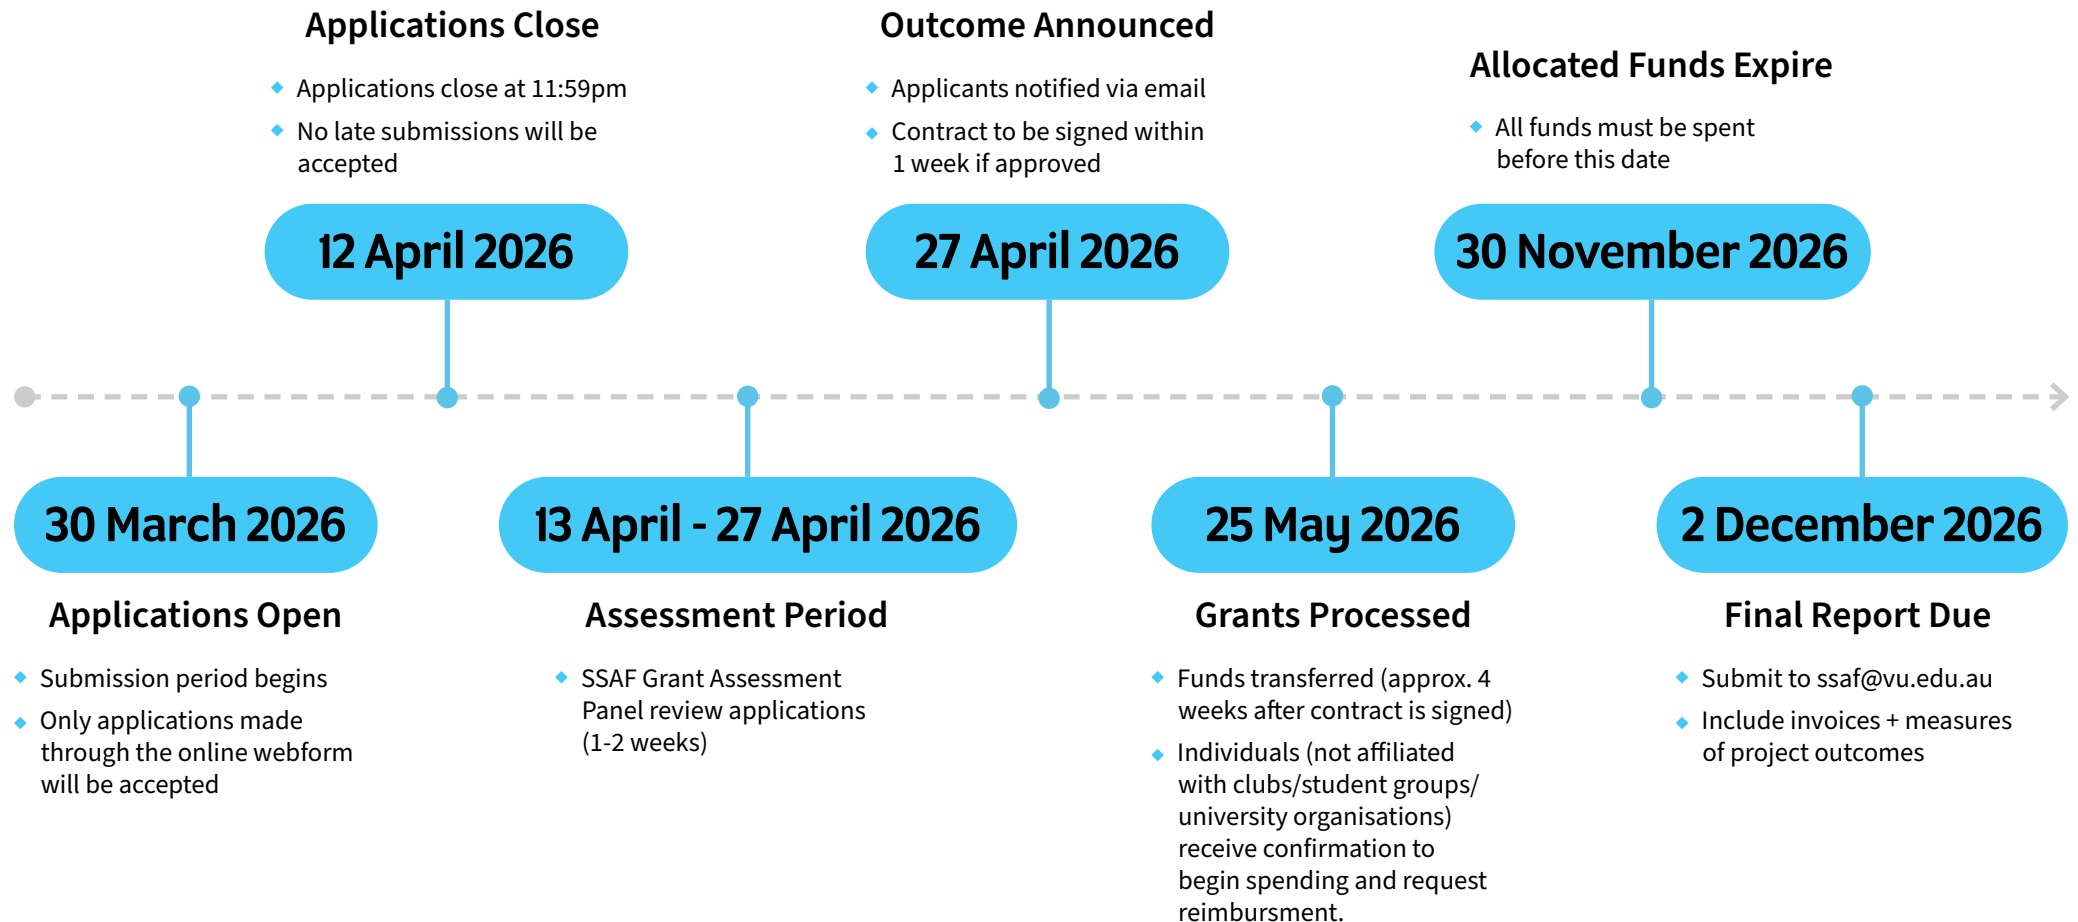 Applications Close
Applications close at 11:59pm
No late submissions will be
accepted
12 April 2026
Outcome Announced
Applicants notified via email
Contract to be signed within
1 week if approved
27 April 2026
Allocated Funds Expire
All funds must be spent
before this date
30 November 2026
30 March 2026
Applications Open
Submission period begins
Only applications made
through the online webform
will be accepted
13 April - 27 April 2026
Assessment Period
SSAF Grant Assessment
Panel review applications
(1-2 weeks)
25 May 2026
Grants Processed
Funds transferred (approx. 4
weeks after contract is signed)
Individuals (not affiliated
with clubs/student groups/
university organisations)
receive confirmation to
begin spending and request
reimbursment.
2 December 2026
Final Report Due
Submit to ssaf@vu.edu.au
Include invoices + measures
of project outcomes